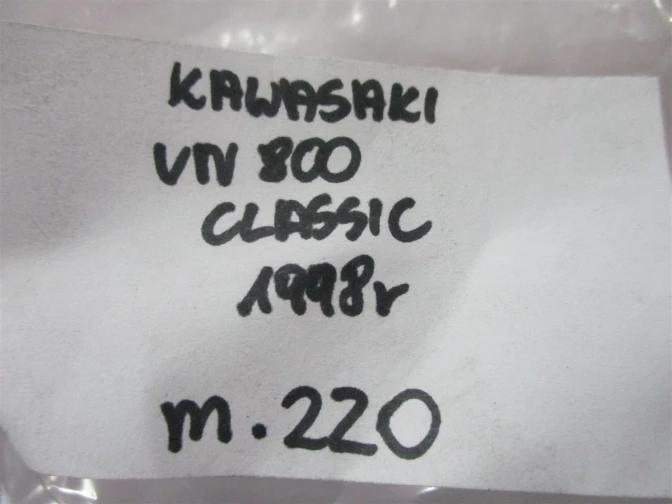 KAWASAKI
VN 800
CLASSIC
1998r
m.220